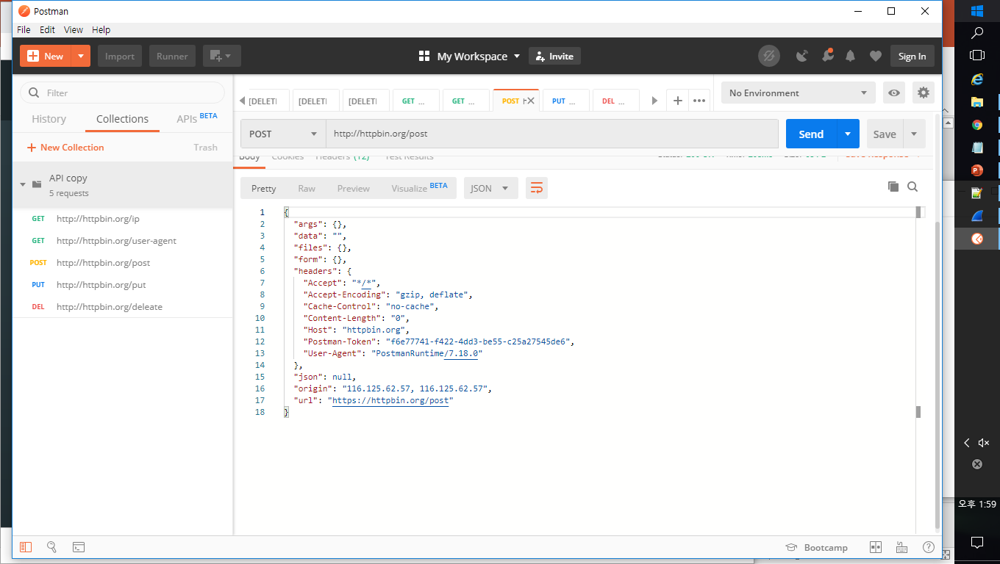 Postman
File Edit View Help
New Import Runner My Workspace Invite Sign In
Filter
History Collections APIs BETA
New Collection Trash
API copy
5 requests
GET http://httpbin.org/ip
GET http://httpbin.org/user-agent
POST http://httpbin.org/post
PUT http://httpbin.org/put
DEL http://httpbin.org/deleate
[DELETI [DELETI [DELETI GET ... GET ... POST PUT ... DEL ... No Environment
POST http://httpbin.org/post Send Save
Body Cookies Headers (12) Test Results
Pretty Raw Preview Visualize BETA JSON
1 {
2 "args": {},
3 "data": "",
4 "files": {},
5 "form": {},
6 "headers": {
7 "Accept": "*/*",
8 "Accept-Encoding": "gzip, deflate",
9 "Cache-Control": "no-cache",
10 "Content-Length": "0",
11 "Host": "httpbin.org",
12 "Postman-Token": "f6e77741-f422-4dd3-be55-c25a27545de6",
13 "User-Agent": "PostmanRuntime/7.18.0"
14 },
15 "json": null,
16 "origin": "116.125.62.57, 116.125.62.57",
17 "url": "https://httpbin.org/post"
18 }
Bootcamp
오후 1:59